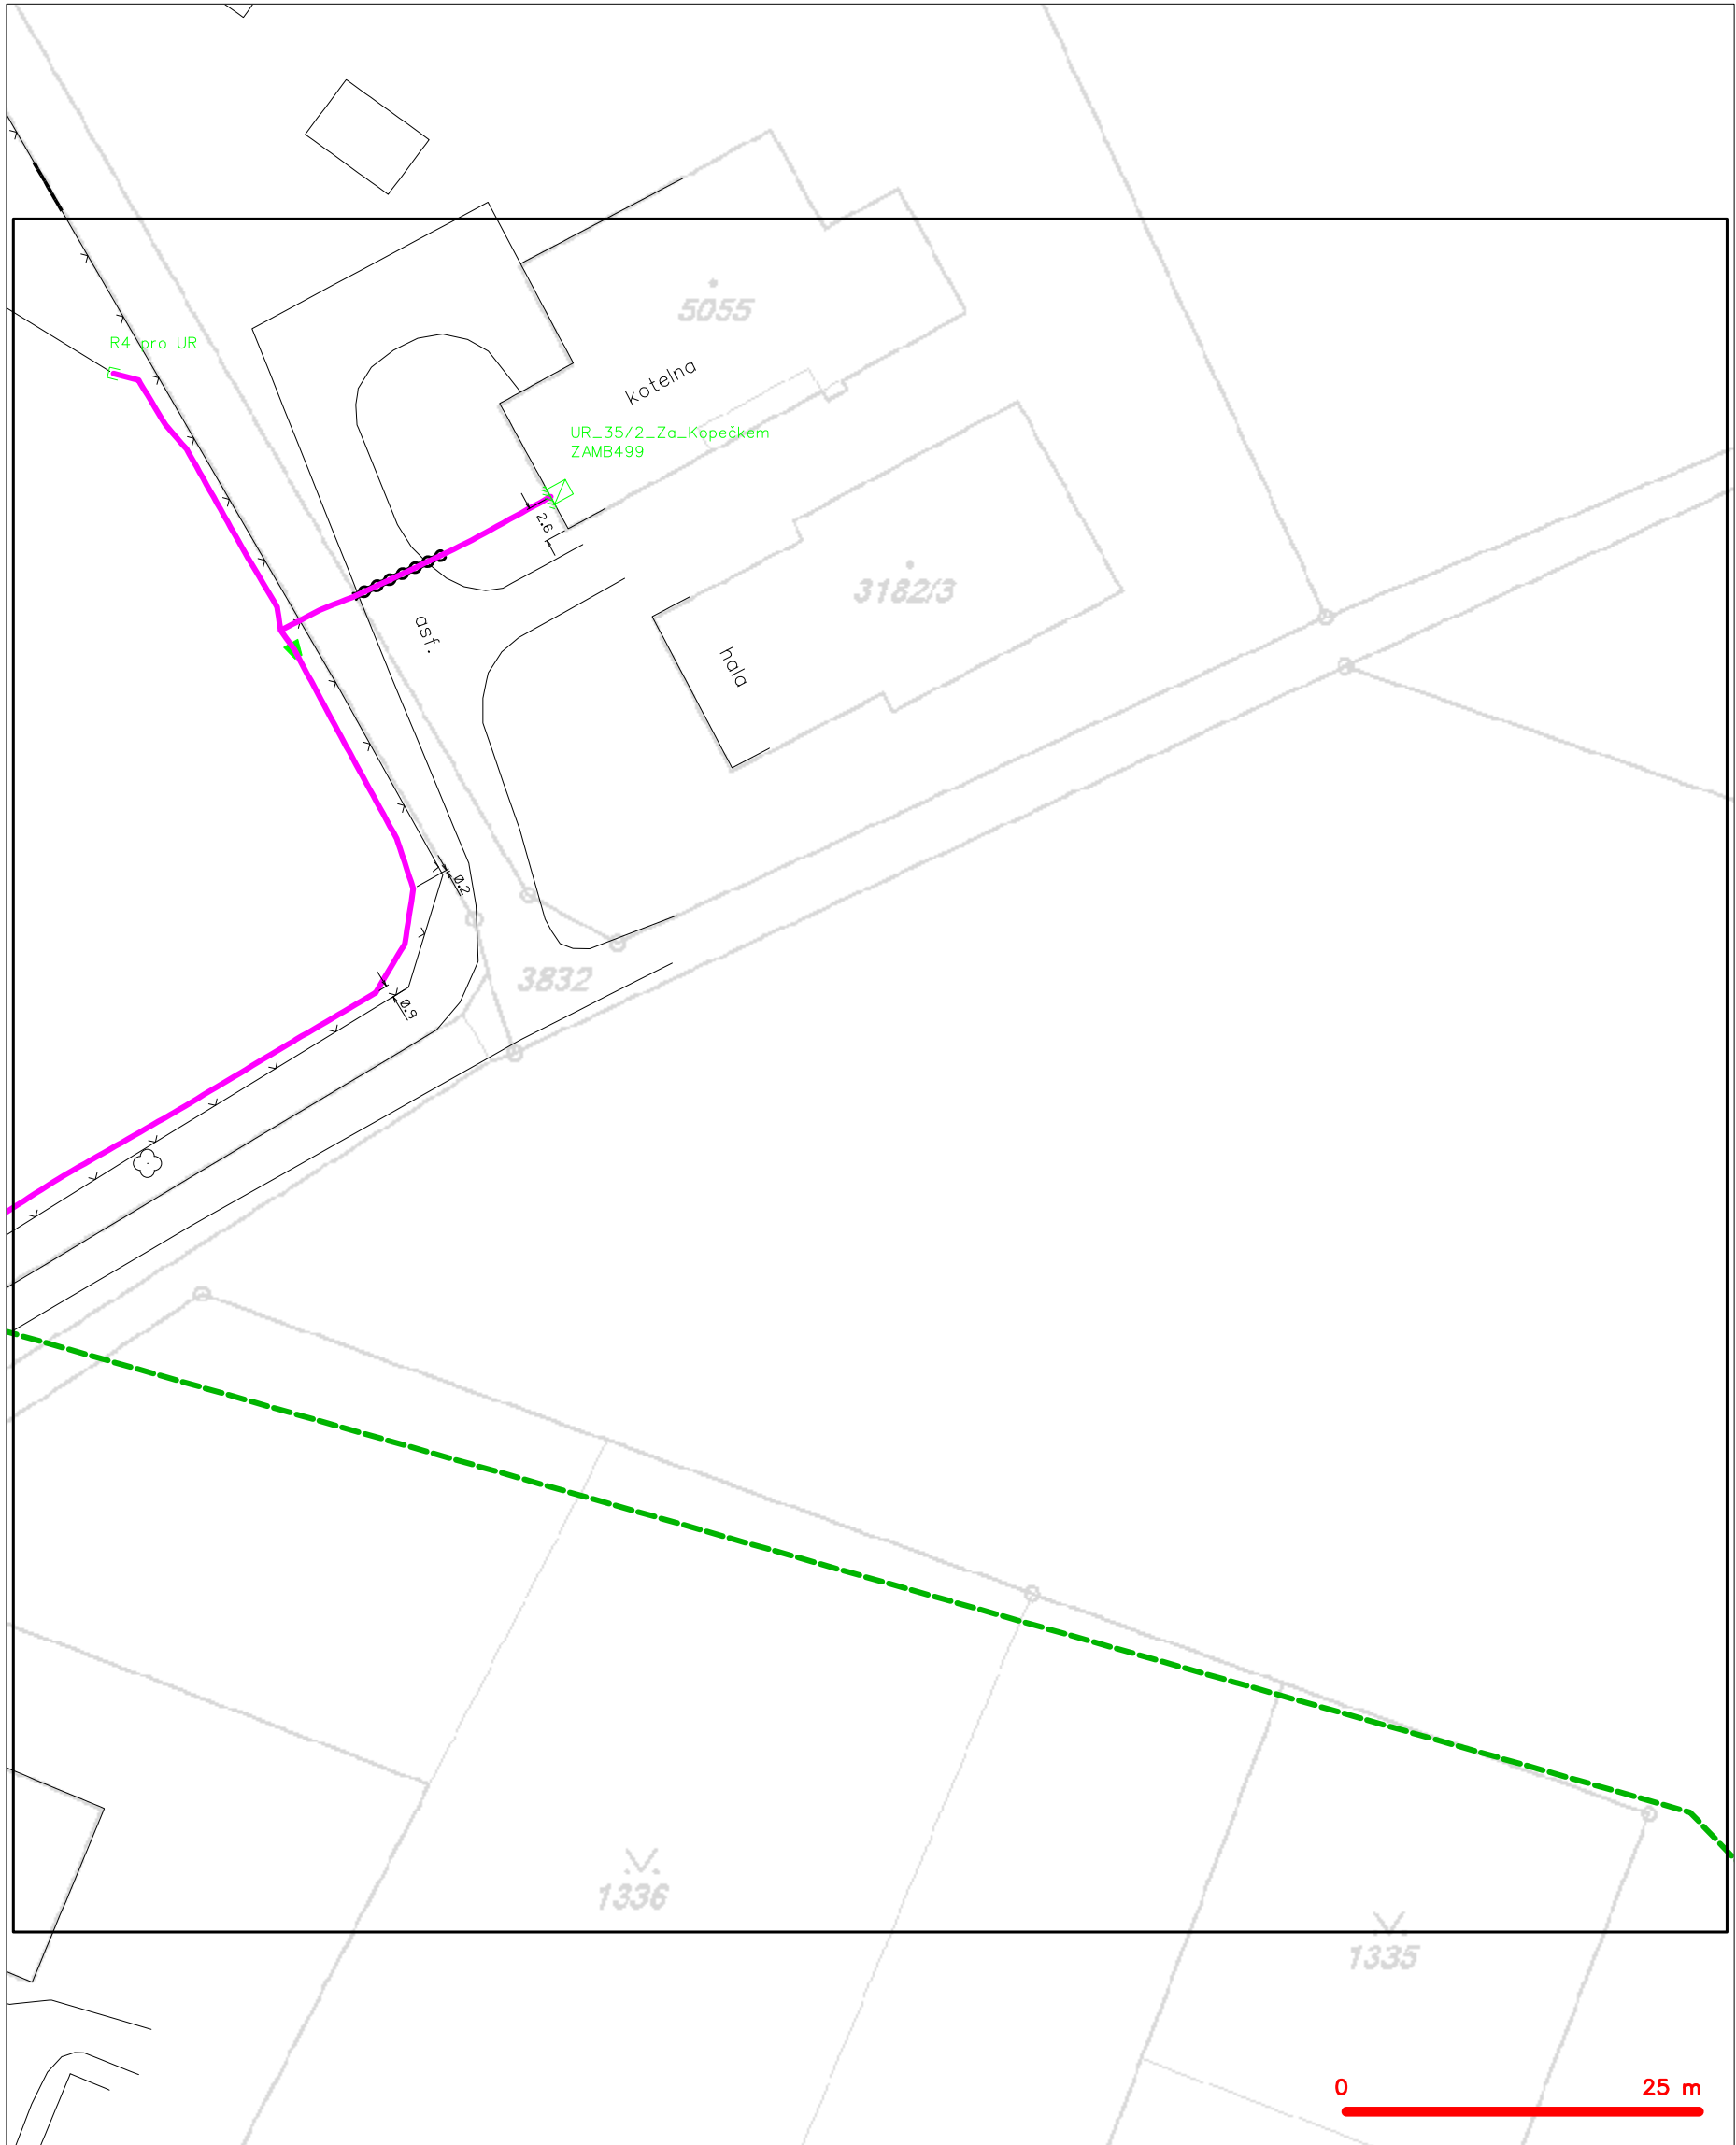 5055
R4 pro UR
kotelna
UR_35/2_Za_Kopečkem
ZAMB499
2.6
3182/3
asf.
hala
0.2
3832
0.9
1336
1335
0 25 m